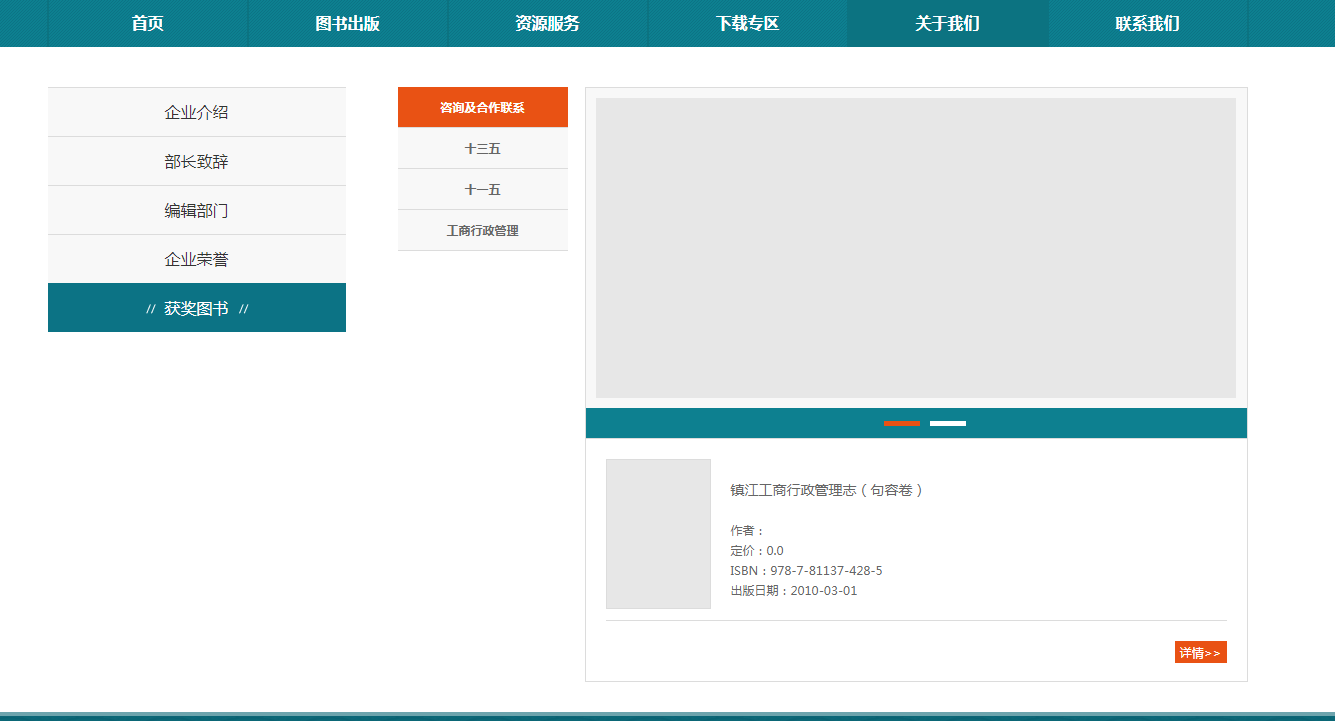 首页 图书出版 资源服务 下载专区 关于我们 联系我们
企业介绍
部长致辞
编辑部门
企业荣誉
// 获奖图书 //
咨询及合作联系
十三五
十一五
工商行政管理
镇江工商行政管理志（句容卷）
作者：
定价：0.0
ISBN：978-7-81137-428-5
出版日期：2010-03-01
详情>>